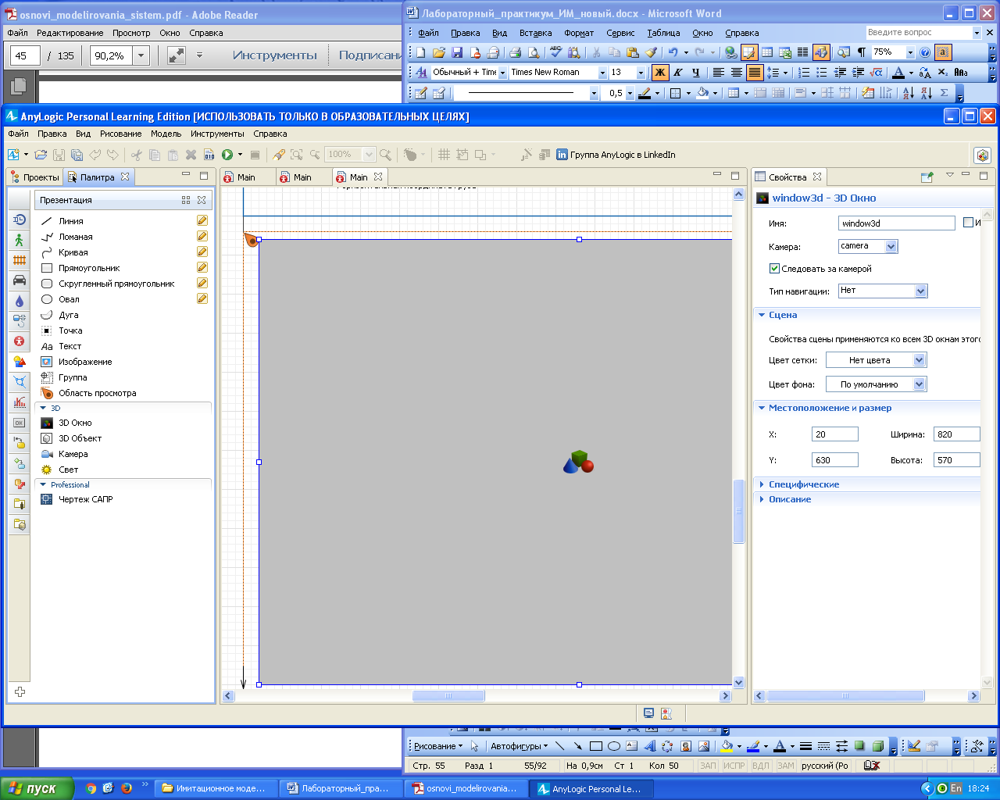 osnovi_modelirovania_sistem.pdf - Adobe Reader
Файл Редактирование Просмотр Окно Справка
45 / 135 90,2% Инструменты Подписани
Лабораторный_практикум_ИМ_новый.docx - Microsoft Word
Файл Правка Вид Вставка Формат Сервис Таблица Окно Справка Введите вопрос
75%
Обычный + Time Times New Roman 13 Ж К Ч
0,5
AnyLogic Personal Learning Edition [ИСПОЛЬЗОВАТЬ ТОЛЬКО В ОБРАЗОВАТЕЛЬНЫХ ЦЕЛЯХ]
Файл Правка Вид Рисование Модель Инструменты Справка
100% Группа AnyLogic в LinkedIn
Проекты Палитра
Main Main Main
Свойства
Презентация
Линия
Ломаная
Кривая
Прямоугольник
Скругленный прямоугольник
Овал
Дуга
Точка
Aa Текст
Изображение
Группа
Область просмотра
3D
3D Окно
3D Объект
Камера
Свет
Professional
Чертеж САПР
window3d - 3D Окно
Имя: window3d И
Камера: camera
Следовать за камерой
Тип навигации: Нет
Сцена
Свойства сцены применяются ко всем 3D окнам этого
Цвет сетки: Нет цвета
Цвет фона: По умолчанию
Местоположение и размер
X: 20 Ширина: 820
Y: 630 Высота: 570
Специфические
Описание
Рисование Автофигуры
Стр. 55 Разд 1 55/92 На 0,9см Ст 1 Кол 50 ЗАП ИСПР ВДЛ ЗАМ русский (Ро
пуск Имитационное моде... Лабораторный_пра... osnovi_modelirovania... AnyLogic Personal Le... En 18:24